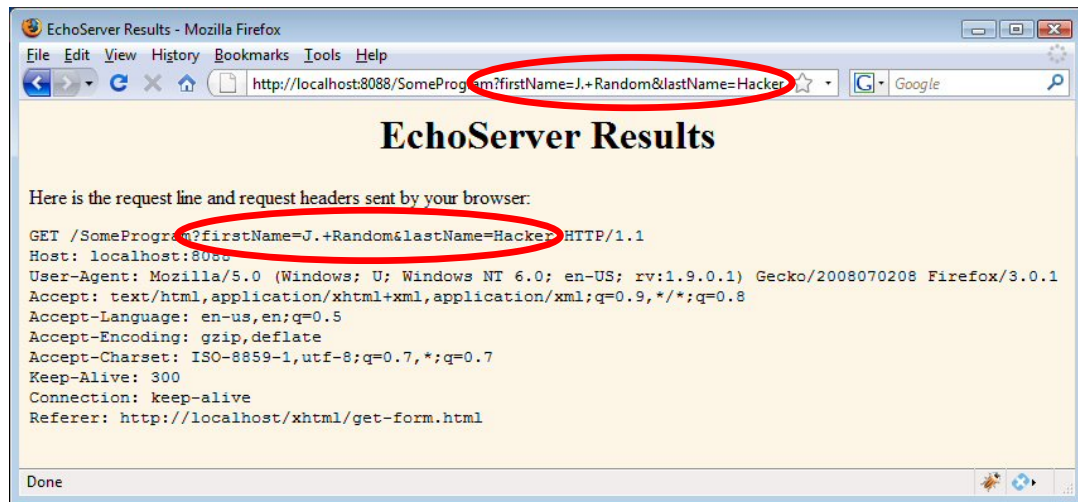 EchoServer Results - Mozilla Firefox
File Edit View History Bookmarks Tools Help
http://localhost:8088/SomeProgram?firstName=J.+Random&lastName=Hacker G Google
EchoServer Results
Here is the request line and request headers sent by your browser:
GET /SomeProgram?firstName=J.+Random&lastName=Hacker HTTP/1.1
Host: localhost:8088
User-Agent: Mozilla/5.0 (Windows; U; Windows NT 6.0; en-US; rv:1.9.0.1) Gecko/2008070208 Firefox/3.0.1
Accept: text/html,application/xhtml+xml,application/xml;q=0.9,*/*;q=0.8
Accept-Language: en-us,en;q=0.5
Accept-Encoding: gzip,deflate
Accept-Charset: ISO-8859-1,utf-8;q=0.7,*;q=0.7
Keep-Alive: 300
Connection: keep-alive
Referer: http://localhost/xhtml/get-form.html
Done